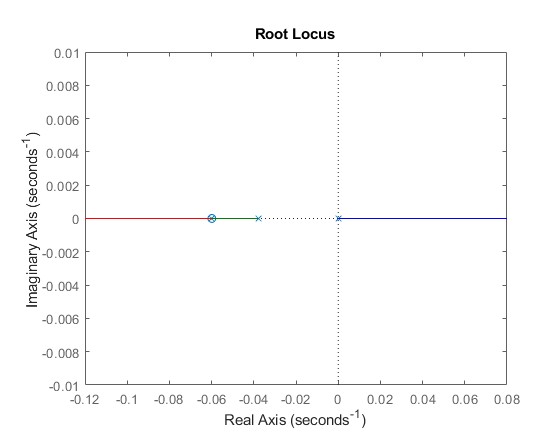 Root Locus
0.01
0.008
0.006
0.004
0.002
0
-0.002
-0.004
-0.006
-0.008
-0.01
Imaginary Axis (seconds⁻¹)
-0.12 -0.1 -0.08 -0.06 -0.04 -0.02 0 0.02 0.04 0.06 0.08
Real Axis (seconds⁻¹)